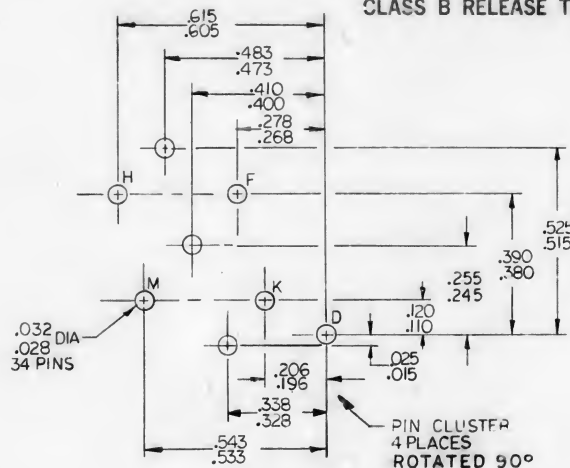 CLASS B RELEASE T
.615
.605
.483
.473
.410
.400
.278
.268
H
F
.525
.515
.390
.380
.255
.245
M
K
.120
.110
D
.032
.028 DIA
34 PINS
.025
.015
.206
.196
.338
.328
PIN CLUSTER
4 PLACES
ROTATED 90°
.543
.533